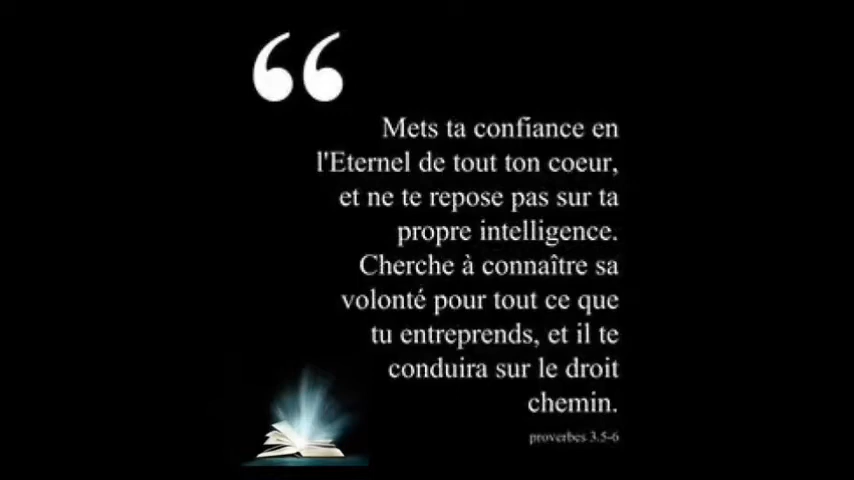 “
Mets ta confiance en
l'Eternel de tout ton coeur,
et ne te repose pas sur ta
propre intelligence.
Cherche à connaître sa
volonté pour tout ce que
tu entreprends, et il te
conduira sur le droit
chemin.
proverbes 3.5-6